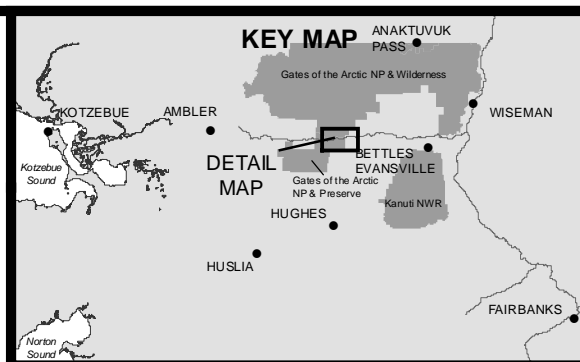 KEY MAP
ANAKTUVUK
PASS
Gates of the Arctic NP & Wilderness
KOTZEBUE
AMBLER
WISEMAN
Kotzebue
Sound
DETAIL
MAP
BETTLES
EVANSVILLE
Gates of the Arctic
NP & Preserve
Kanuti NWR
HUGHES
HUSLIA
FAIRBANKS
Norton
Sound